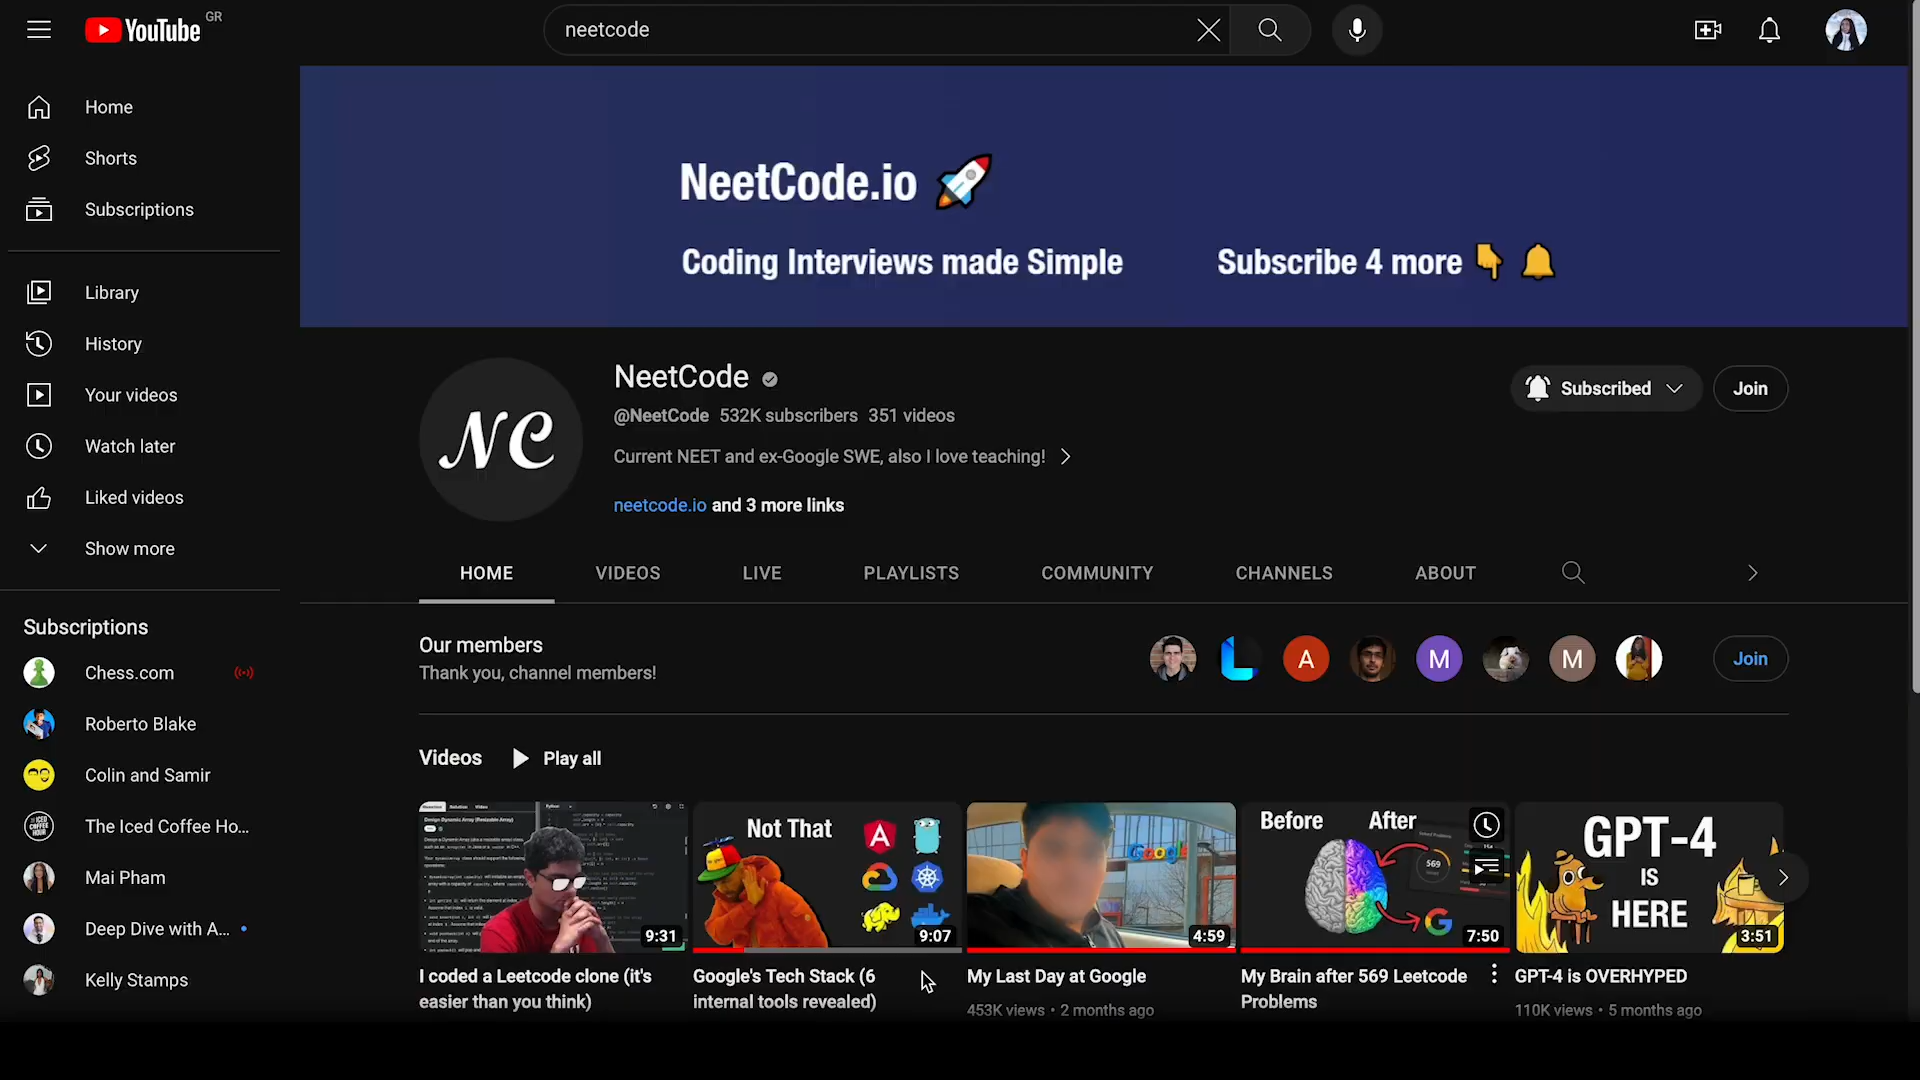 YouTube GR
neetcode
Home
Shorts
Subscriptions
Library
History
Your videos
Watch later
Liked videos
Show more
Subscriptions
Chess.com
Roberto Blake
Colin and Samir
The Iced Coffee Ho...
Mai Pham
Deep Dive with A...
Kelly Stamps
NeetCode.io 🚀
Coding Interviews made Simple
Subscribe 4 more 👇 🔔
NC
NeetCode
@NeetCode 532K subscribers 351 videos
Current NEET and ex-Google SWE, also I love teaching!
neetcode.io and 3 more links
Subscribed
Join
HOME VIDEOS LIVE PLAYLISTS COMMUNITY CHANNELS ABOUT
Our members
Thank you, channel members!
A
M
M
Join
Videos Play all
9:31
I coded a Leetcode clone (it's
easier than you think)
Not That
A
9:07
Google's Tech Stack (6
internal tools revealed)
Google
4:59
My Last Day at Google
453K views • 2 months ago
Before After
569
G
7:50
My Brain after 569 Leetcode
Problems
GPT-4
IS
HERE
3:51
GPT-4 is OVERHYPED
110K views • 5 months ago